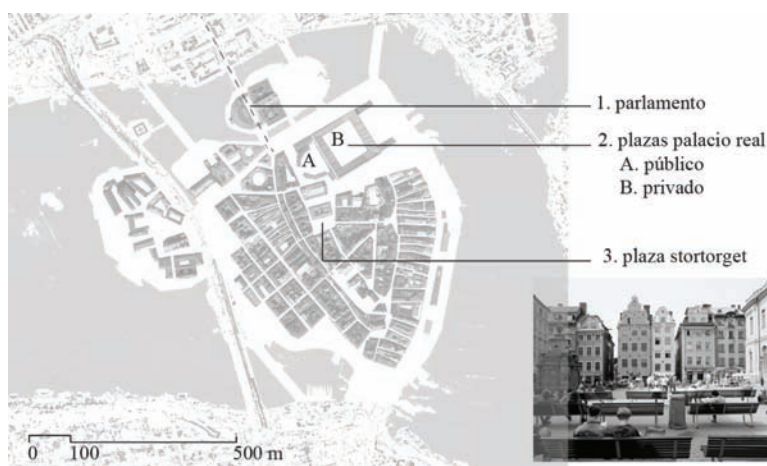 1. parlamento
B
2. plazas palacio real
A
A. público
B. privado
3. plaza stortorget
0 100 500 m